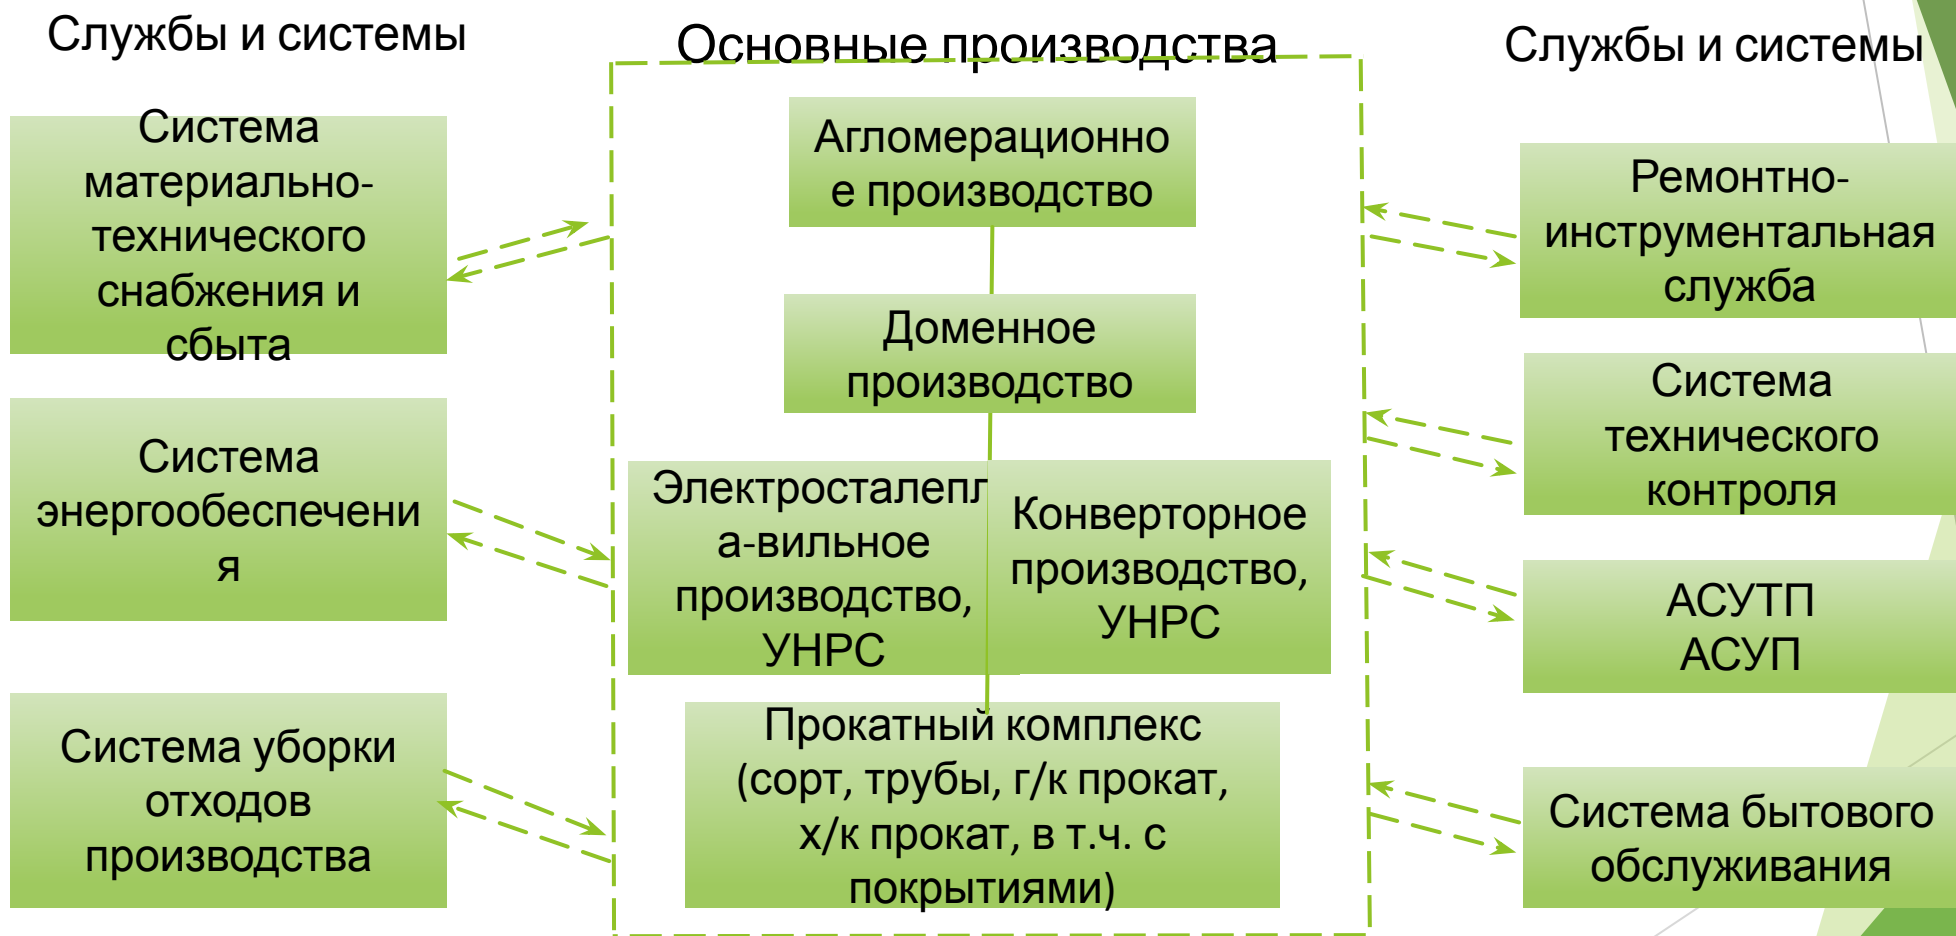 Службы и системы
Основные производства
Службы и системы
Система
материально-
технического
снабжения и
сбыта
Система
энергообеспечени
я
Система уборки
отходов
производства
Агломерационно
е производство
Доменное
производство
Электросталепл
а-вильное
производство,
УНРС
Конверторное
производство,
УНРС
Прокатный комплекс
(сорт, трубы, г/к прокат,
х/к прокат, в т.ч. с
покрытиями)
Ремонтно-
инструментальная
служба
Система
технического
контроля
АСУТП
АСУП
Система бытового
обслуживания